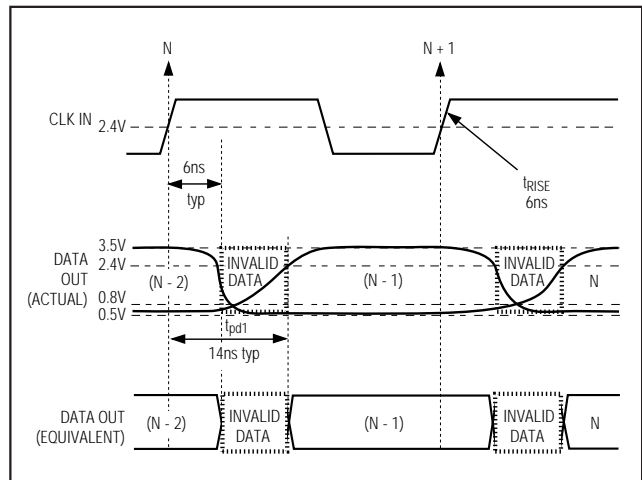 N
N + 1
CLK IN
2.4V
6ns
typ
tRISE
6ns
3.5V
DATA
OUT
(ACTUAL)
2.4V
0.8V
0.5V
(N - 2)
INVALID
DATA
(N - 1)
INVALID
DATA
N
tpd1
14ns typ
DATA OUT
(EQUIVALENT)
(N - 2)
INVALID
DATA
(N - 1)
INVALID
DATA
N